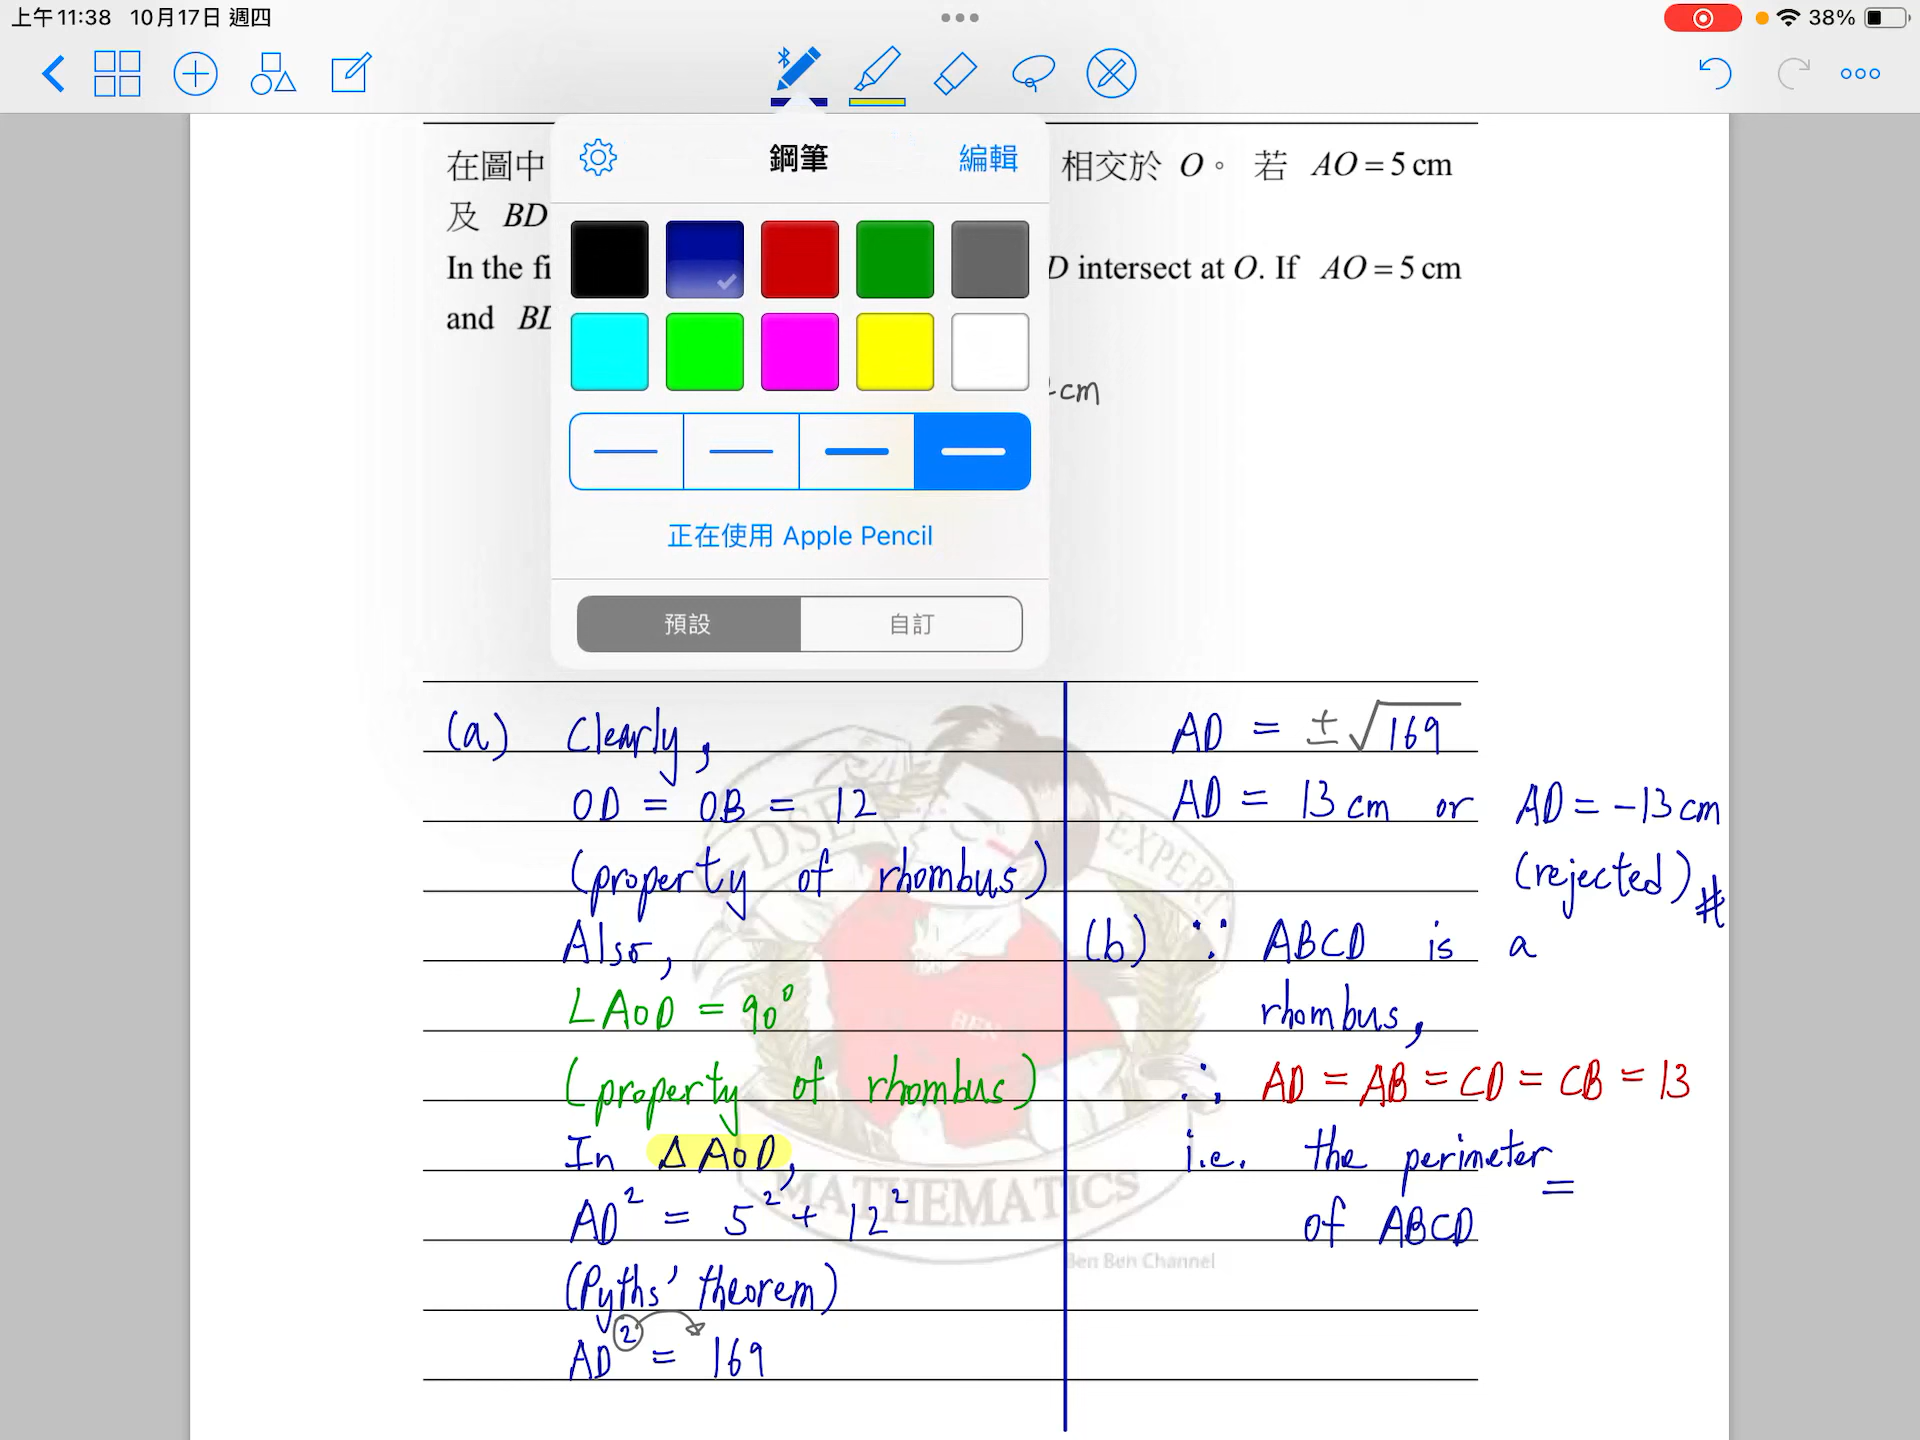 上午11:38 10月17日 週四
38%
鋼筆
編輯
正在使用 Apple Pencil
預設
自訂
在圖中 相交於 O。 若 AO = 5 cm
及 BD
In the fi D intersect at O. If AO = 5 cm
and BD
cm
(a) Clearly,
OD = OB = 12
(property of rhombus)
Also,
∠AOD = 90°
(property of rhombus)
In △AOD,
AD² = 5² + 12²
(Pyths' theorem)
AD² = 169
AD = ±√169
AD = 13 cm or AD = -13 cm
(rejected) #
(b) ∵ ABCD is a
rhombus,
∴ AD = AB = CD = CB = 13
i.e. the perimeter =
of ABCD
DSE EXPERT
BEN
MATHEMATICS
Ben Ben Channel